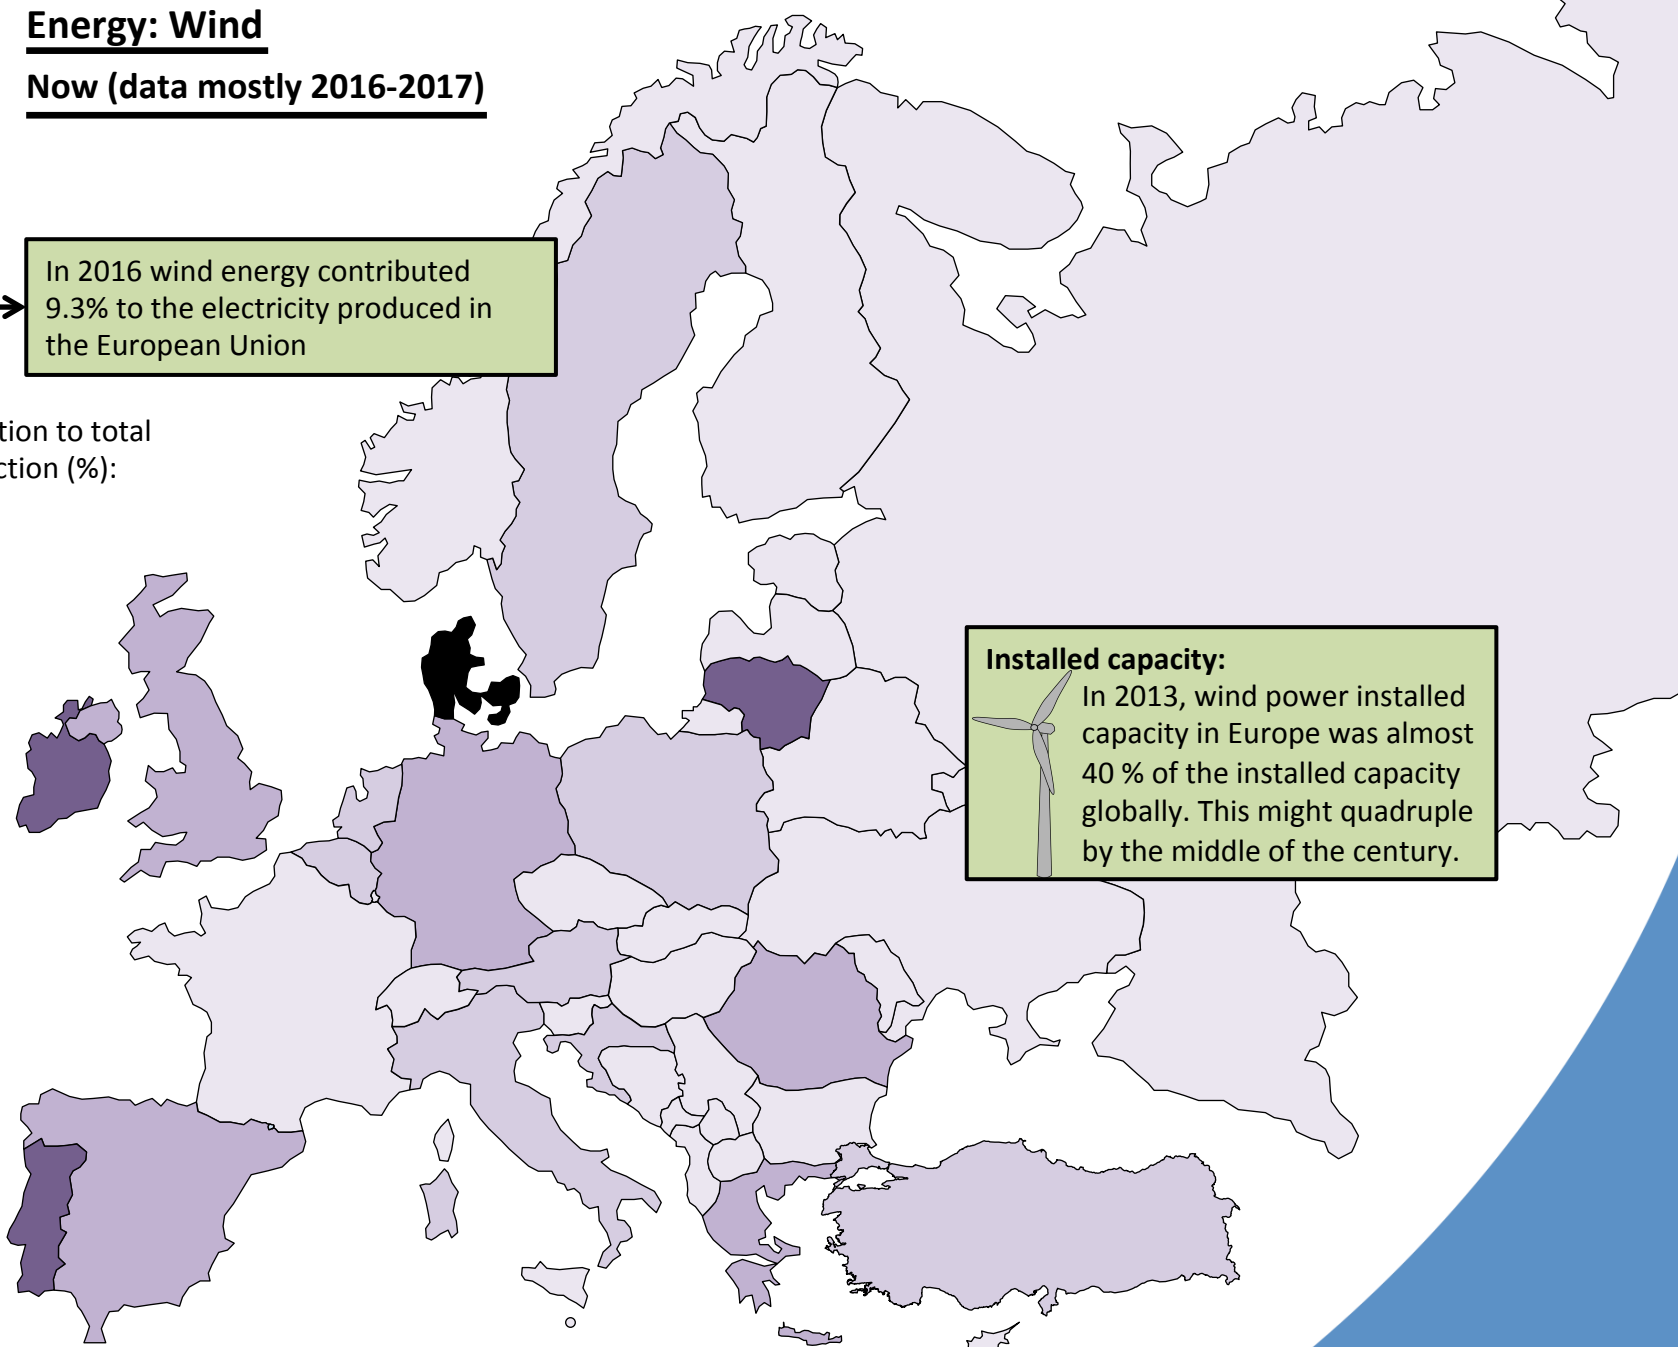 Energy: Wind
Now (data mostly 2016-2017)
In 2016 wind energy contributed
9.3% to the electricity produced in
the European Union
tion to total
ction (%):
Installed capacity:
In 2013, wind power installed
capacity in Europe was almost
40 % of the installed capacity
globally. This might quadruple
by the middle of the century.